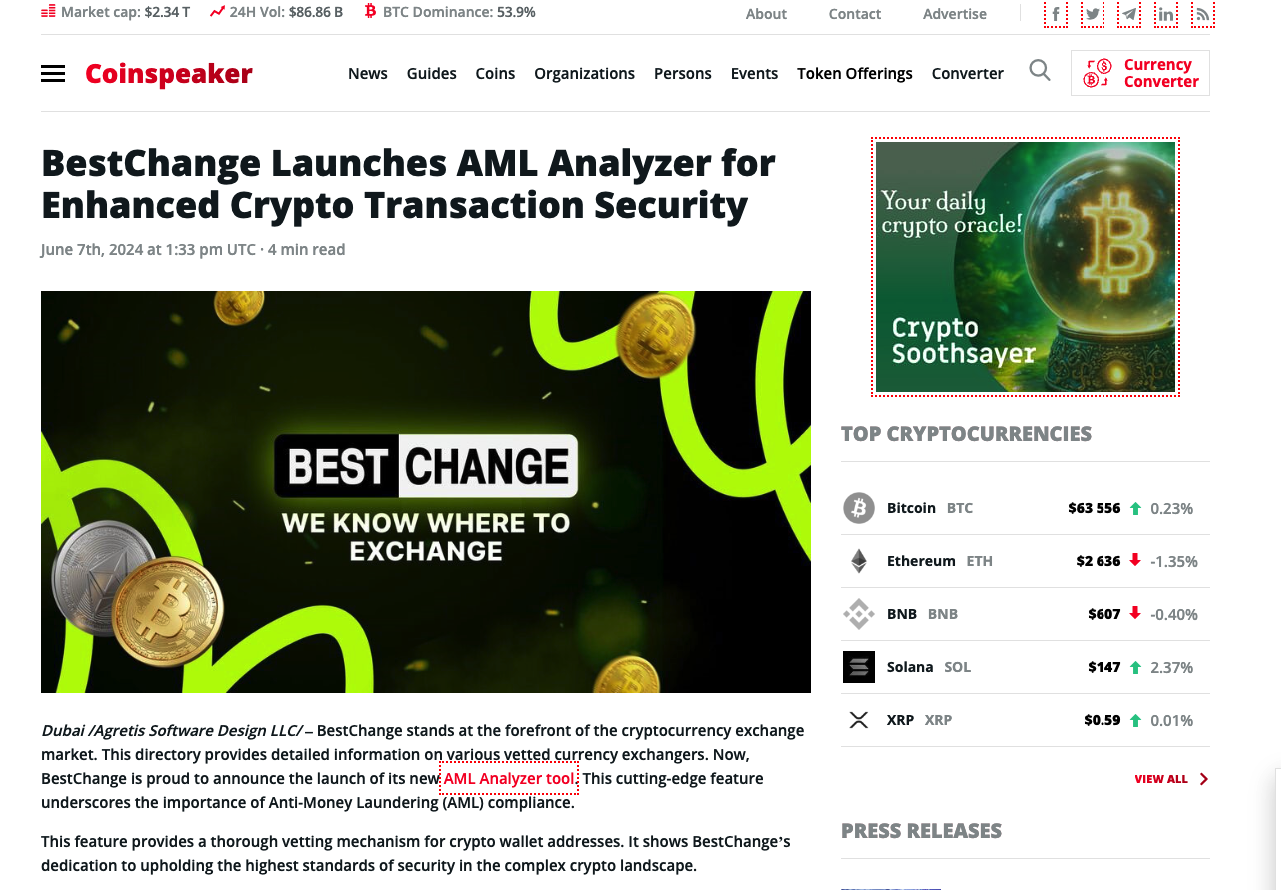 Market cap: $2.34 T 24H Vol: $86.86 B BTC Dominance: 53.9%
About Contact Advertise
Coinspeaker
News Guides Coins Organizations Persons Events Token Offerings Converter
Currency
Converter
BestChange Launches AML Analyzer for
Enhanced Crypto Transaction Security
June 7th, 2024 at 1:33 pm UTC · 4 min read
BEST CHANGE
WE KNOW WHERE TO
EXCHANGE
Dubai /Agretis Software Design LLC/ – BestChange stands at the forefront of the cryptocurrency exchange
market. This directory provides detailed information on various vetted currency exchangers. Now,
BestChange is proud to announce the launch of its new AML Analyzer tool. This cutting-edge feature
underscores the importance of Anti-Money Laundering (AML) compliance.
This feature provides a thorough vetting mechanism for crypto wallet addresses. It shows BestChange’s
dedication to upholding the highest standards of security in the complex crypto landscape.
Your daily
crypto oracle!
Crypto
Soothsayer
TOP CRYPTOCURRENCIES
Bitcoin BTC $63 556 0.23%
Ethereum ETH $2 636 -1.35%
BNB BNB $607 -0.40%
Solana SOL $147 2.37%
XRP XRP $0.59 0.01%
VIEW ALL
PRESS RELEASES